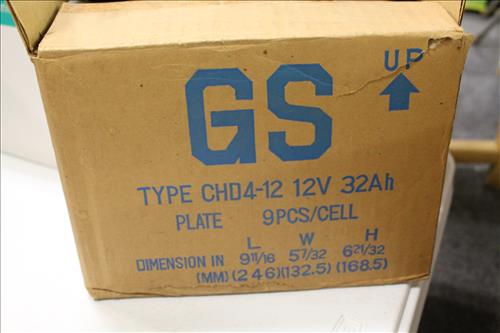 UP
GS
TYPE CHD4-12 12V 32Ah
PLATE 9PCS/CELL
L W H
DIMENSION IN 9 11/16 5 7/32 6 21/32
(MM) (246) (132.5) (168.5)